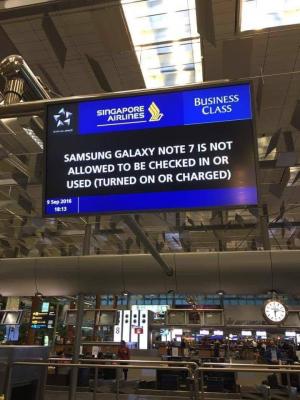 SINGAPORE
AIRLINES
BUSINESS
CLASS
SAMSUNG GALAXY NOTE 7 IS NOT
ALLOWED TO BE CHECKED IN OR
USED (TURNED ON OR CHARGED)
9 Sep 2016
18:13